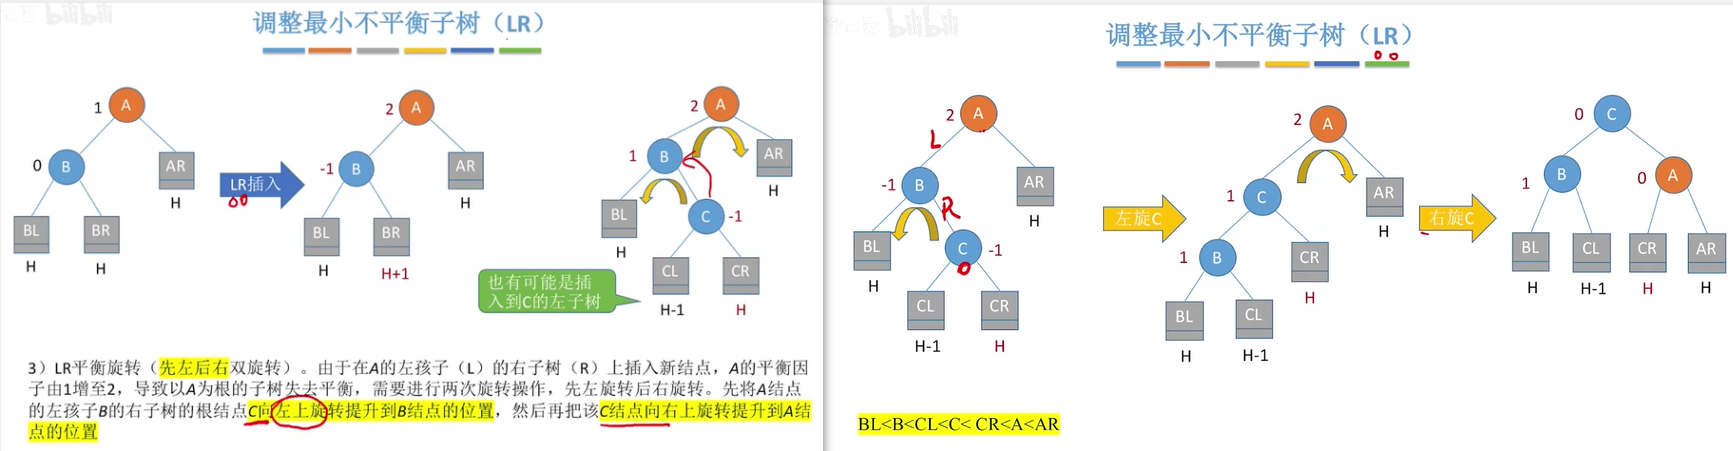 调整最小不平衡子树（LR）
1 A
2 A
2 A
0 B
AR
-1 B
AR
1 B
AR
H
LR插入
H
H
BL
BR
BL
BR
BL
C -1
H
H
H
H+1
H
CL
CR
也有可能是插
入到C的左子树
H-1
H
3）LR平衡旋转（先左后右双旋转）。由于在A的左孩子（L）的右子树（R）上插入新结点，A的平衡因
子由1增至2，导致以A为根的子树失去平衡，需要进行两次旋转操作，先左旋转后右旋转。先将A结点
的左孩子B的右子树的根结点C向左上旋转提升到B结点的位置，然后再把该C结点向右上旋转提升到A结
点的位置
bilibili
调整最小不平衡子树（LR）
2 A
2 A
0 C
L
-1 B
AR
1 C
AR
1 B
0 A
R
H
H
左旋C
右旋C
BL
C -1
1 B
CR
BL
CL
CR
AR
H
H
H
H-1
H
H
CL
CR
BL
CL
H-1
H
H
H-1
BL<B<CL<C< CR<A<AR